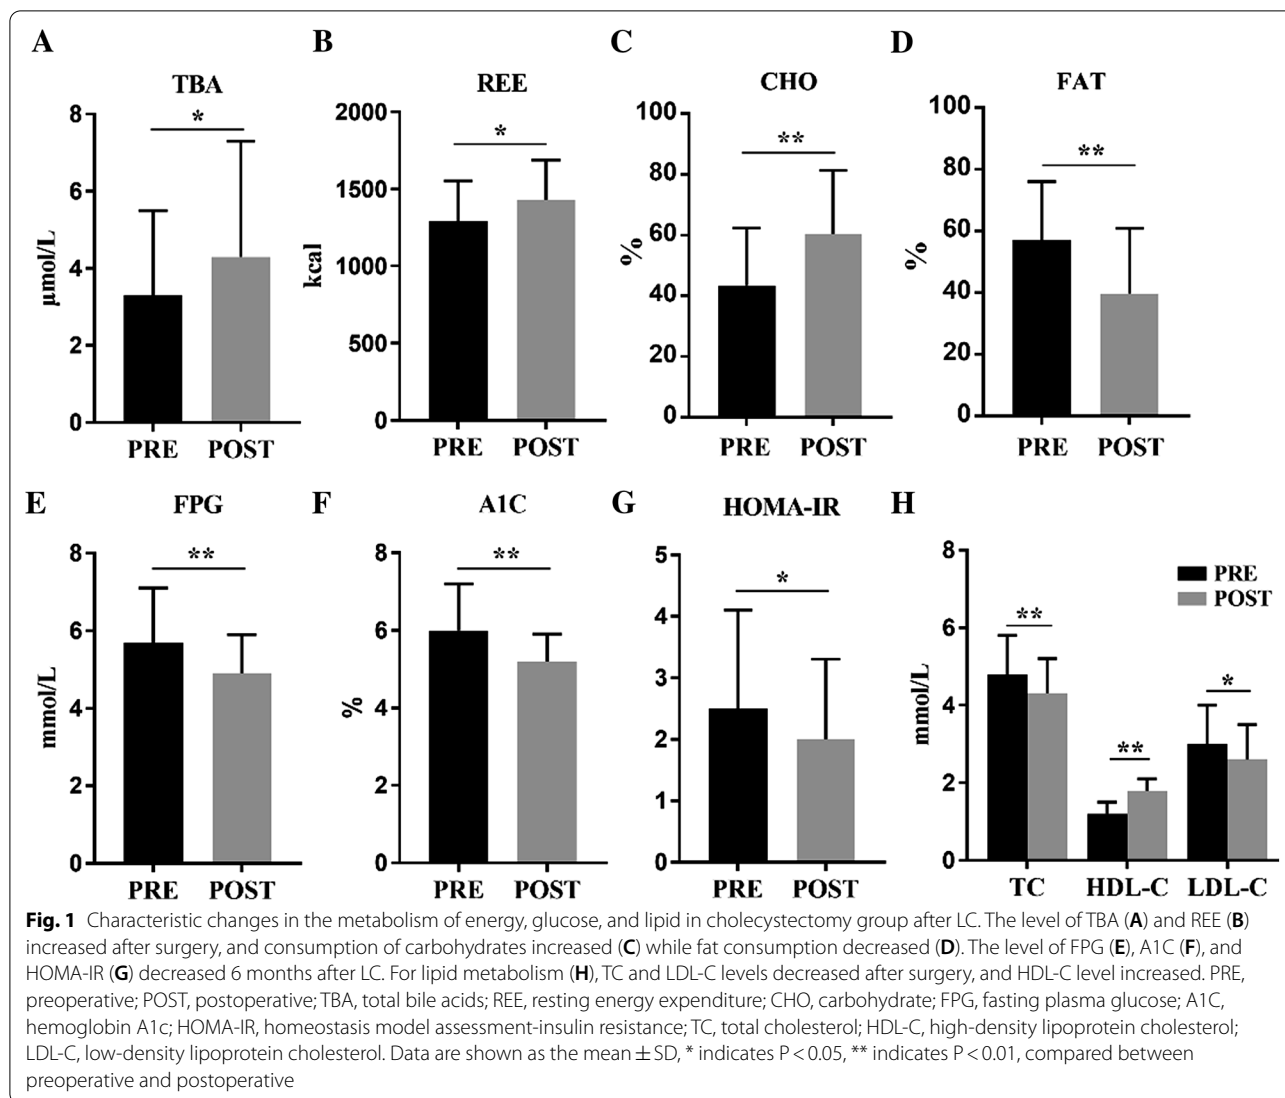 A
TBA
*
8
6
4
2
0
μmol/L
PRE POST
B
REE
*
2000
1500
1000
500
0
kcal
PRE POST
C
CHO
**
100
80
60
40
20
0
%
PRE POST
D
FAT
**
100
80
60
40
20
0
%
PRE POST
E
FPG
**
8
6
4
2
0
mmol/L
PRE POST
F
A1C
**
8
6
4
2
0
%
PRE POST
G
HOMA-IR
*
5
4
3
2
1
0
PRE POST
H
PRE
POST
**
**
*
8
6
4
2
0
mmol/L
TC HDL-C LDL-C
Fig. 1 Characteristic changes in the metabolism of energy, glucose, and lipid in cholecystectomy group after LC. The level of TBA (A) and REE (B)
increased after surgery, and consumption of carbohydrates increased (C) while fat consumption decreased (D). The level of FPG (E), A1C (F), and
HOMA-IR (G) decreased 6 months after LC. For lipid metabolism (H), TC and LDL-C levels decreased after surgery, and HDL-C level increased. PRE,
preoperative; POST, postoperative; TBA, total bile acids; REE, resting energy expenditure; CHO, carbohydrate; FPG, fasting plasma glucose; A1C,
hemoglobin A1c; HOMA-IR, homeostasis model assessment-insulin resistance; TC, total cholesterol; HDL-C, high-density lipoprotein cholesterol;
LDL-C, low-density lipoprotein cholesterol. Data are shown as the mean ± SD, * indicates P < 0.05, ** indicates P < 0.01, compared between
preoperative and postoperative